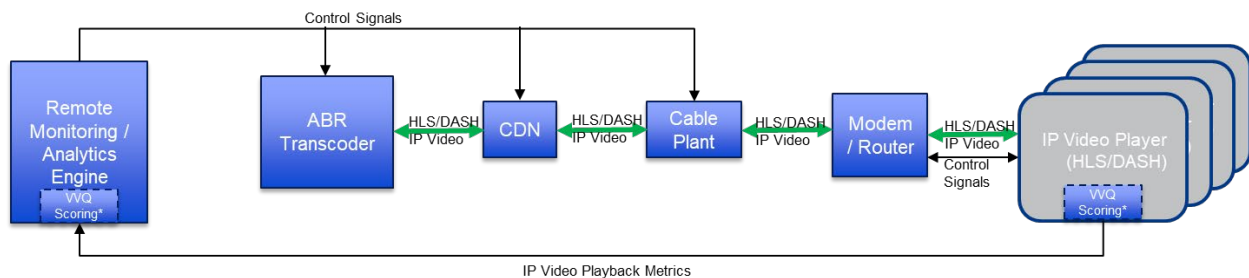 Control Signals
Remote
Monitoring /
Analytics
Engine
VVQ
Scoring*
ABR
Transcoder
HLS/DASH
IP Video
CDN
HLS/DASH
IP Video
Cable
Plant
HLS/DASH
IP Video
Modem
/ Router
HLS/DASH
IP Video
Control
Signals
IP Video Player
(HLS/DASH)
VVQ
Scoring*
IP Video Playback Metrics